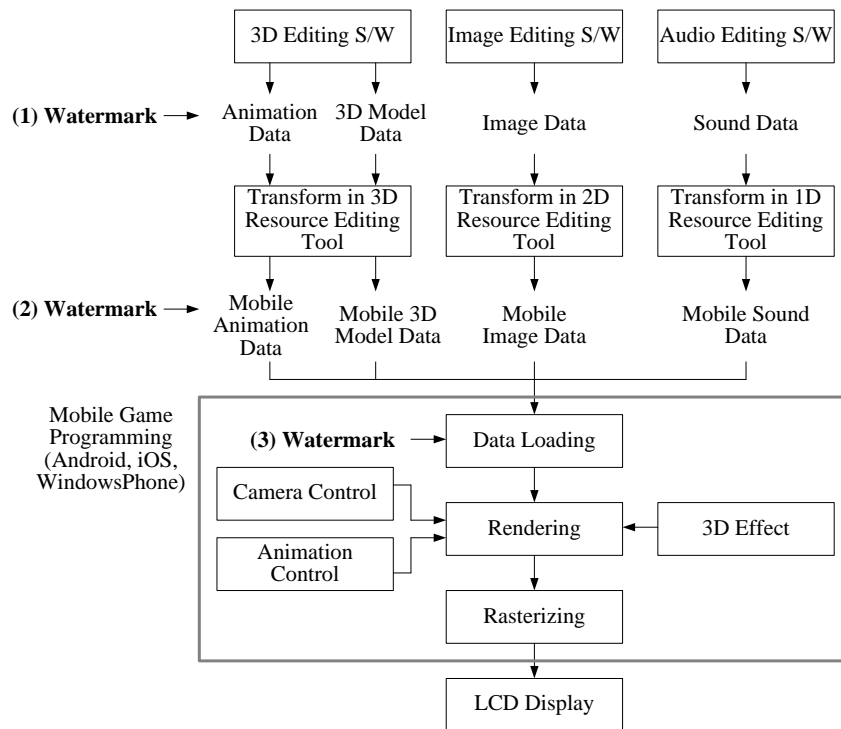 3D Editing S/W
Image Editing S/W
Audio Editing S/W
(1) Watermark
Animation
Data
3D Model
Data
Image Data
Sound Data
Transform in 3D
Resource Editing
Tool
Transform in 2D
Resource Editing
Tool
Transform in 1D
Resource Editing
Tool
(2) Watermark
Mobile
Animation
Data
Mobile 3D
Model Data
Mobile
Image Data
Mobile Sound
Data
Mobile Game
Programming
(Android, iOS,
WindowsPhone)
(3) Watermark
Data Loading
Camera Control
Rendering
3D Effect
Animation
Control
Rasterizing
LCD Display